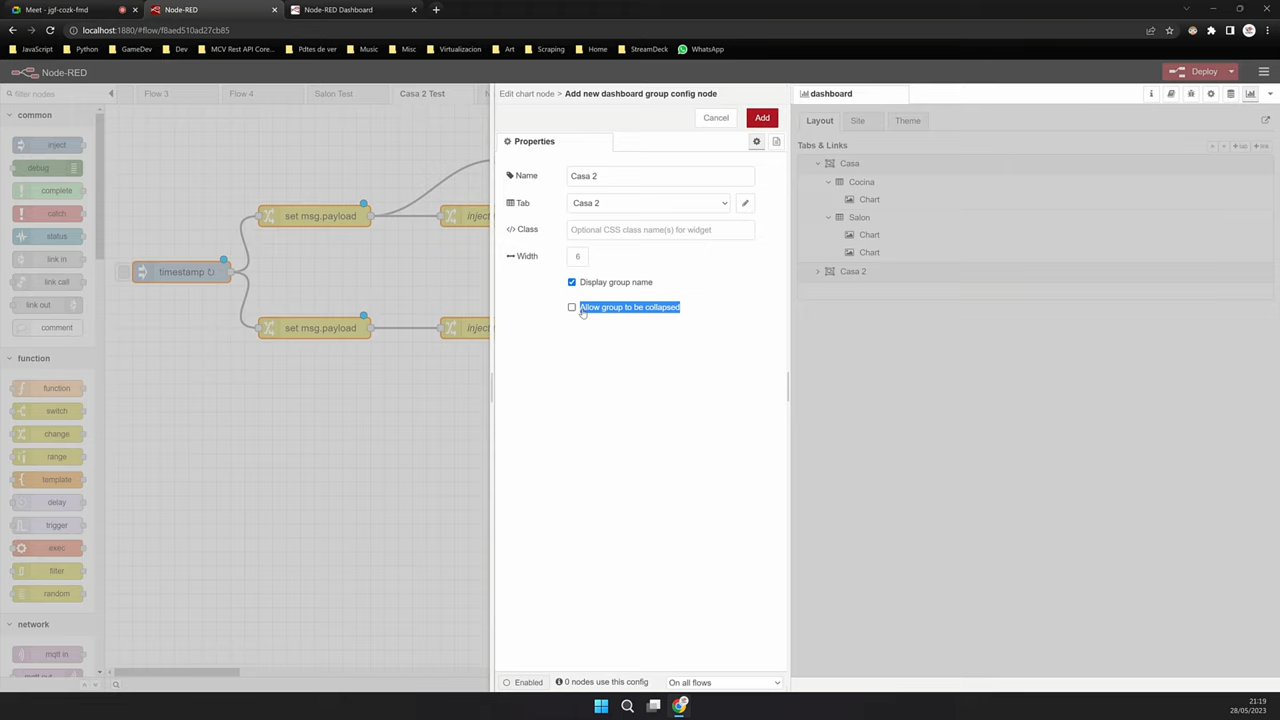 Meet - jgf-cozk-fmd
Node-RED
Node-RED Dashboard
localhost:1880/#flow/f8aed510ad27cb85
JavaScript
Python
GameDev
Dev
MCV Rest API Core...
Pdtes de ver
Music
Misc
Virtualizacion
Art
Scraping
Home
StreamDeck
WhatsApp
Node-RED
Deploy
filter nodes
Flow 3
Flow 4
Salon Test
Casa 2 Test
Edit chart node > Add new dashboard group config node
dashboard
common
Cancel
Add
Layout
Site
Theme
inject
Properties
Tabs & Links
tab
link
debug
Name
Casa 2
Casa
complete
Tab
Casa 2
Cocina
catch
set msg.payload
Class
Optional CSS class name(s) for widget
Chart
status
Width
6
Salon
link in
timestamp ↻
Display group name
Chart
link call
Allow group to be collapsed
Chart
link out
set msg.payload
Casa 2
comment
function
function
switch
change
range
template
delay
trigger
exec
filter
random
network
mqtt in
Enabled
0 nodes use this config
On all flows
21:19
28/05/2023